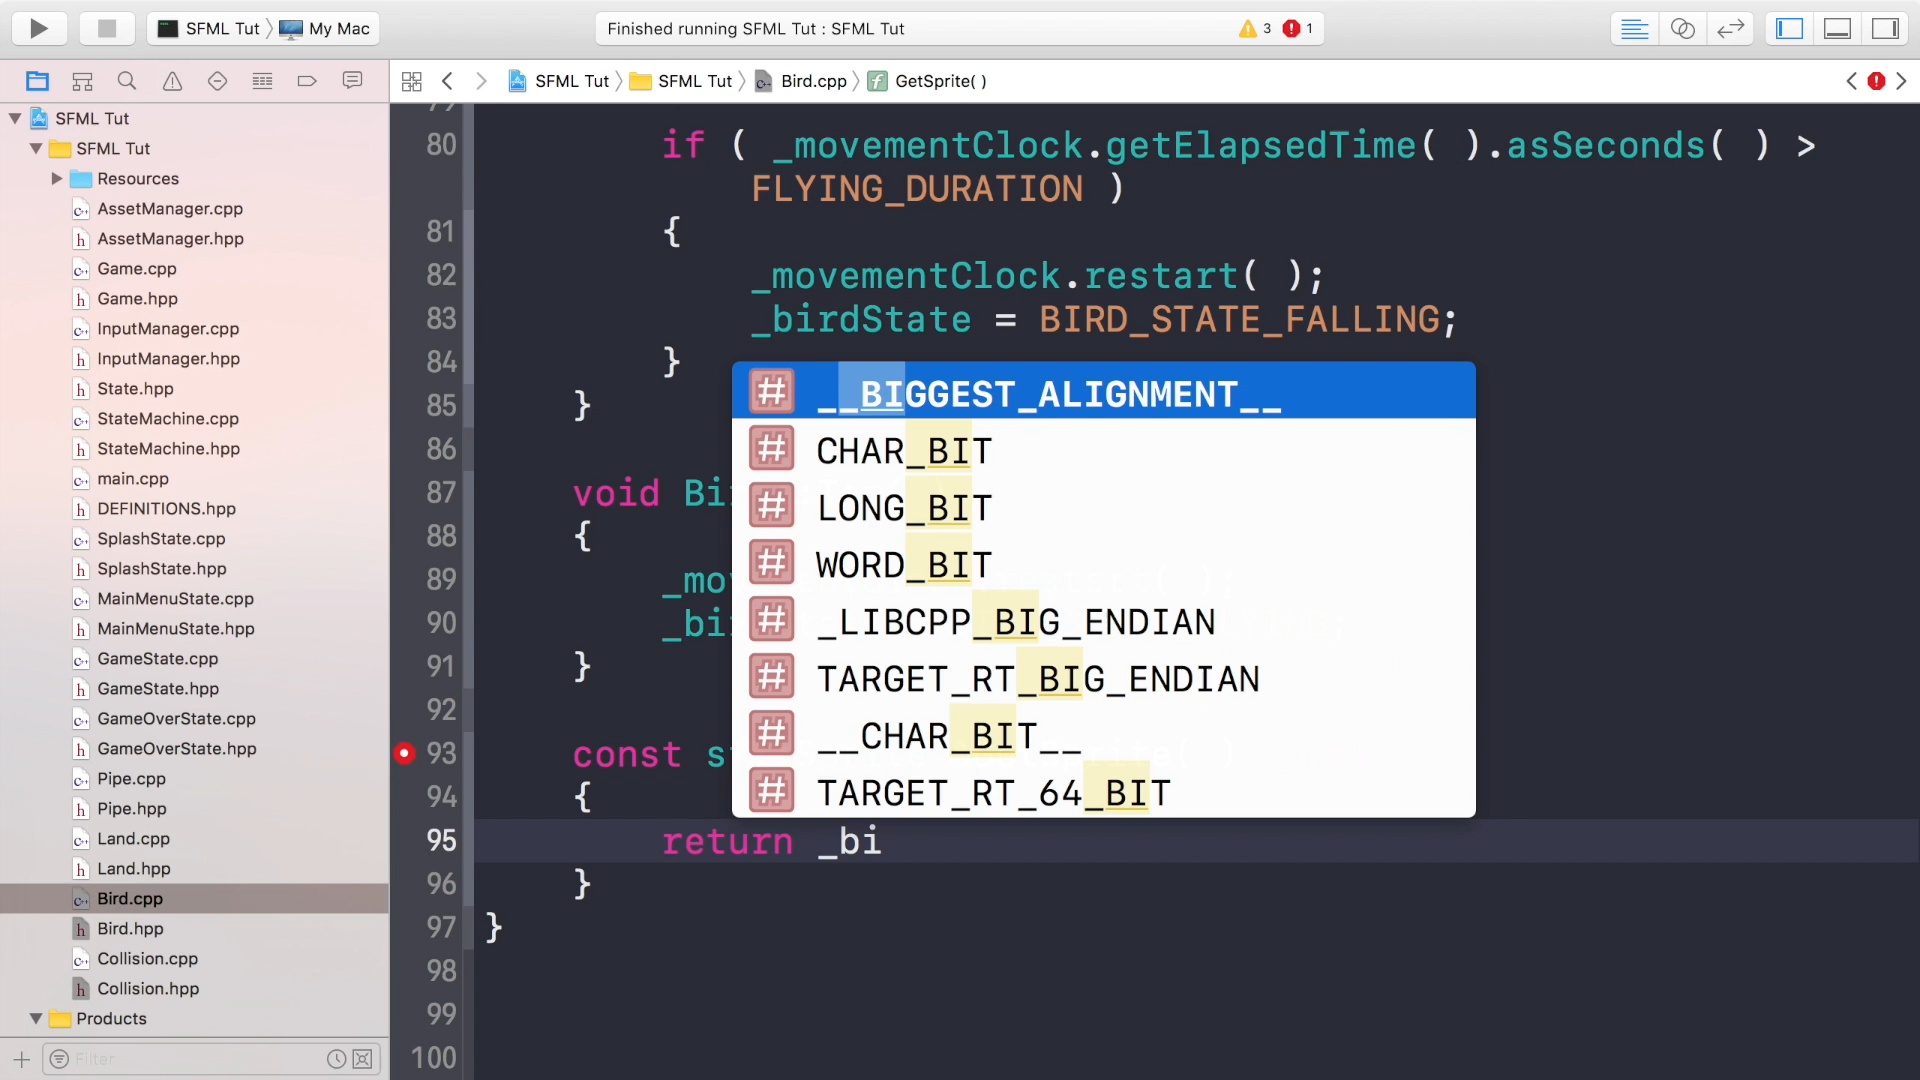 SFML Tut My Mac
Finished running SFML Tut : SFML Tut
3 1
SFML Tut SFML Tut Bird.cpp GetSprite( )
SFML Tut
SFML Tut
Resources
AssetManager.cpp
AssetManager.hpp
Game.cpp
Game.hpp
InputManager.cpp
InputManager.hpp
State.hpp
StateMachine.cpp
StateMachine.hpp
main.cpp
DEFINITIONS.hpp
SplashState.cpp
SplashState.hpp
MainMenuState.cpp
MainMenuState.hpp
GameState.cpp
GameState.hpp
GameOverState.cpp
GameOverState.hpp
Pipe.cpp
Pipe.hpp
Land.cpp
Land.hpp
Bird.cpp
Bird.hpp
Collision.cpp
Collision.hpp
Products
Filter
80 if ( _movementClock.getElapsedTime( ).asSeconds( ) >
FLYING_DURATION )
81 {
82 _movementClock.restart( );
83 _birdState = BIRD_STATE_FALLING;
84 }
85 }
86
87 void
88 {
89
90
91 }
92
93 const
94 {
95 return _bi
96 }
97 }
98
99
100
__BIGGEST_ALIGNMENT__
CHAR_BIT
LONG_BIT
WORD_BIT
_LIBCPP_BIG_ENDIAN
TARGET_RT_BIG_ENDIAN
__CHAR_BIT__
TARGET_RT_64_BIT